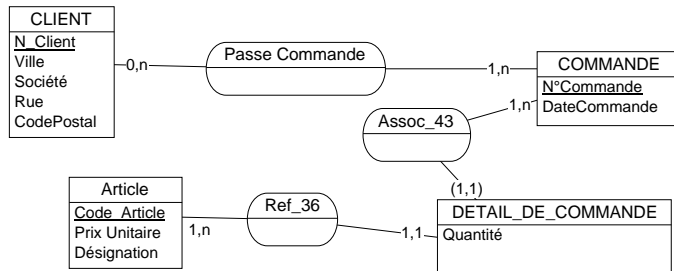 CLIENT
N_Client
Ville
Société
Rue
CodePostal
0,n
Passe Commande
1,n
COMMANDE
N°Commande
DateCommande
1,n
Assoc_43
(1,1)
Article
Code_Article
Prix Unitaire
Désignation
1,n
Ref_36
1,1
DETAIL_DE_COMMANDE
Quantité